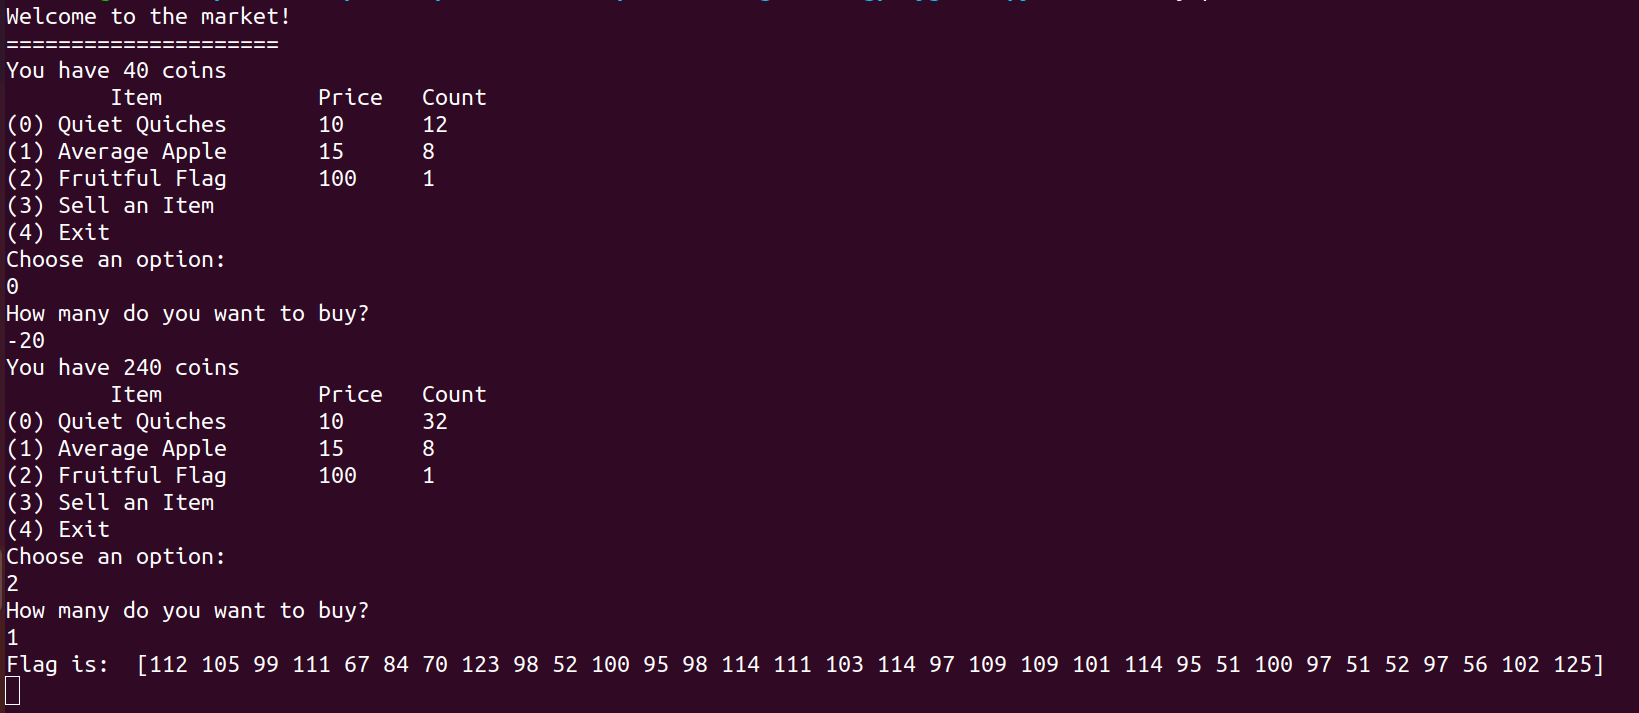 Welcome to the market!
=====================
You have 40 coins
Item Price Count
(0) Quiet Quiches 10 12
(1) Average Apple 15 8
(2) Fruitful Flag 100 1
(3) Sell an Item
(4) Exit
Choose an option:
0
How many do you want to buy?
-20
You have 240 coins
Item Price Count
(0) Quiet Quiches 10 32
(1) Average Apple 15 8
(2) Fruitful Flag 100 1
(3) Sell an Item
(4) Exit
Choose an option:
2
How many do you want to buy?
1
Flag is: [112 105 99 111 67 84 70 123 98 52 100 95 98 114 111 103 114 97 109 109 101 114 95 51 100 97 51 52 97 56 102 125]